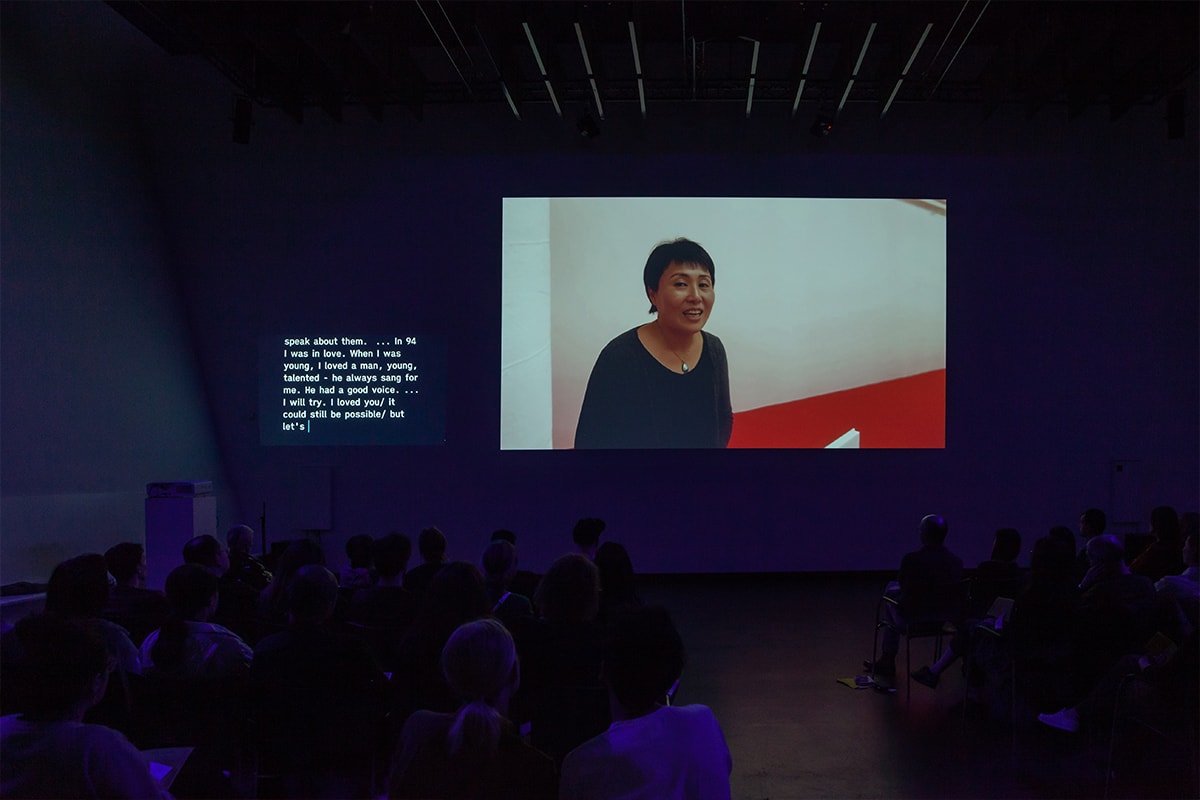 speak about them.  ... In 94
I was in love. When I was
young, I loved a man, young,
talented - he always sang for
me. He had a good voice. ...
I will try. I loved you/ it
could still be possible/ but
let's